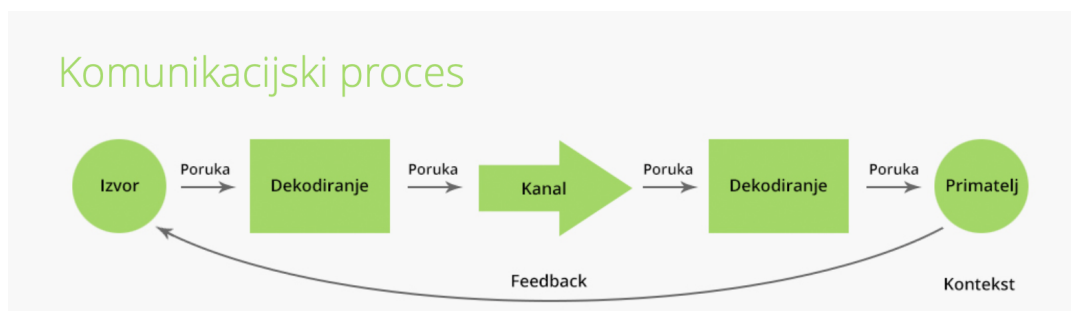 Komunikacijski proces
Poruka
Poruka
Poruka
Poruka
Izvor
Dekodiranje
Kanal
Dekodiranje
Primatelj
Feedback
Kontekst